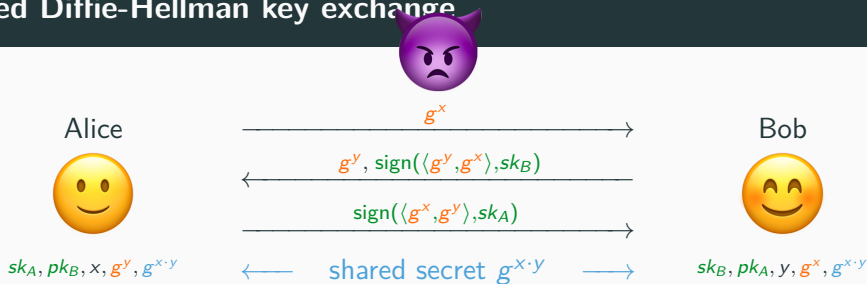 ed Diffie-Hellman key exchange
g^x
Alice
Bob
g^y, sign(⟨g^y,g^x⟩,sk_B)
sign(⟨g^x,g^y⟩,sk_A)
sk_A, pk_B, x, g^y, g^{x·y}
← shared secret g^{x·y} →
sk_B, pk_A, y, g^x, g^{x·y}